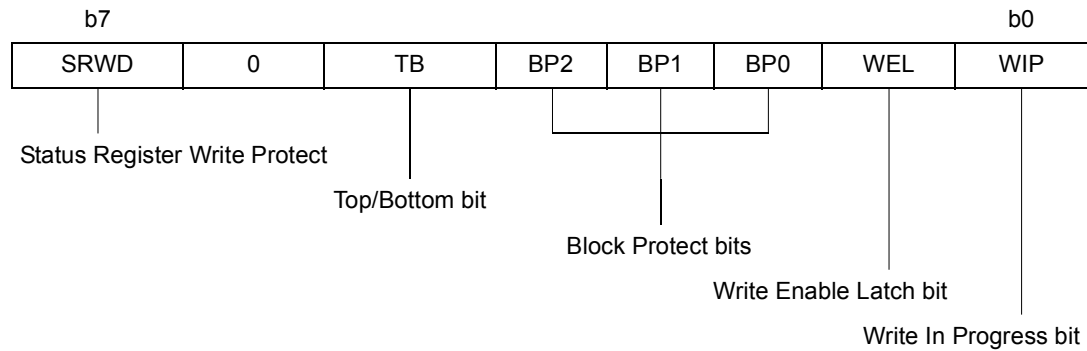 b7 b0
SRWD 0 TB BP2 BP1 BP0 WEL WIP
Status Register Write Protect
Top/Bottom bit
Block Protect bits
Write Enable Latch bit
Write In Progress bit